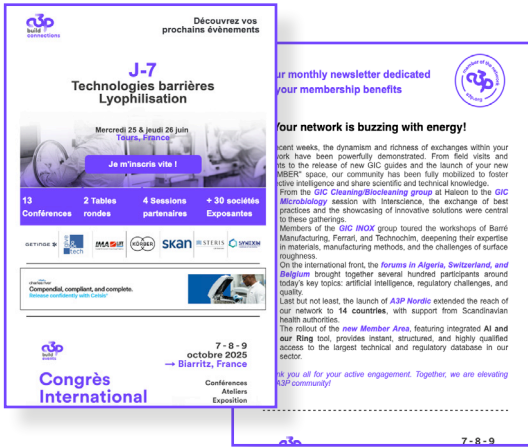 a3p
build
connections
Découvrez vos
prochains évènements
J-7
Technologies barrières
Lyophilisation
Mercredi 25 & jeudi 26 juin
Tours, France
Je m'inscris vite !
13
Conférences
2 Tables
rondes
4 Sessions
partenaires
+ 30 sociétés
Exposantes
GETINGE
give
&
tech
IMA LIFE
KÖRBER
SKAN
STERIS
SYNEXIN
charles river
Compendial, compliant, and complete.
Release confidently with Celsis®
a3p
build
events
7 - 8 - 9
octobre 2025
→ Biarritz, France
Congrès
International
Conférences
Ateliers
Exposition
ur monthly newsletter dedicated
your membership benefits
member of the network
a3p
a3p.org
Your network is buzzing with energy!
ecent weeks, the dynamism and richness of exchanges within your
work have been powerfully demonstrated. From field visits and
nts to the release of new GIC guides and the launch of your new
MBER" space, our community has been fully mobilized to foster
ctive intelligence and share scientific and technical knowledge.
From the GIC Cleaning/Biocleaning group at Haleon to the GIC
Microbiology session with Interscience, the exchange of best
practices and the showcasing of innovative solutions were central
to these gatherings.
Members of the GIC INOX group toured the workshops of Barré
Manufacturing, Ferrari, and Technochim, deepening their expertise
in materials, manufacturing methods, and the challenges of surface
roughness.
On the international front, the forums in Algeria, Switzerland, and
Belgium brought together several hundred participants around
today's key topics: artificial intelligence, regulatory challenges, and
quality.
Last but not least, the launch of A3P Nordic extended the reach of
our network to 14 countries, with support from Scandinavian
health authorities.
The rollout of the new Member Area, featuring integrated AI and
our Ring tool, provides instant, structured, and highly qualified
access to the largest technical and regulatory database in our
sector.
nk you all for your active engagement. Together, we are elevating
A3P community!
a3p
7 - 8 - 9